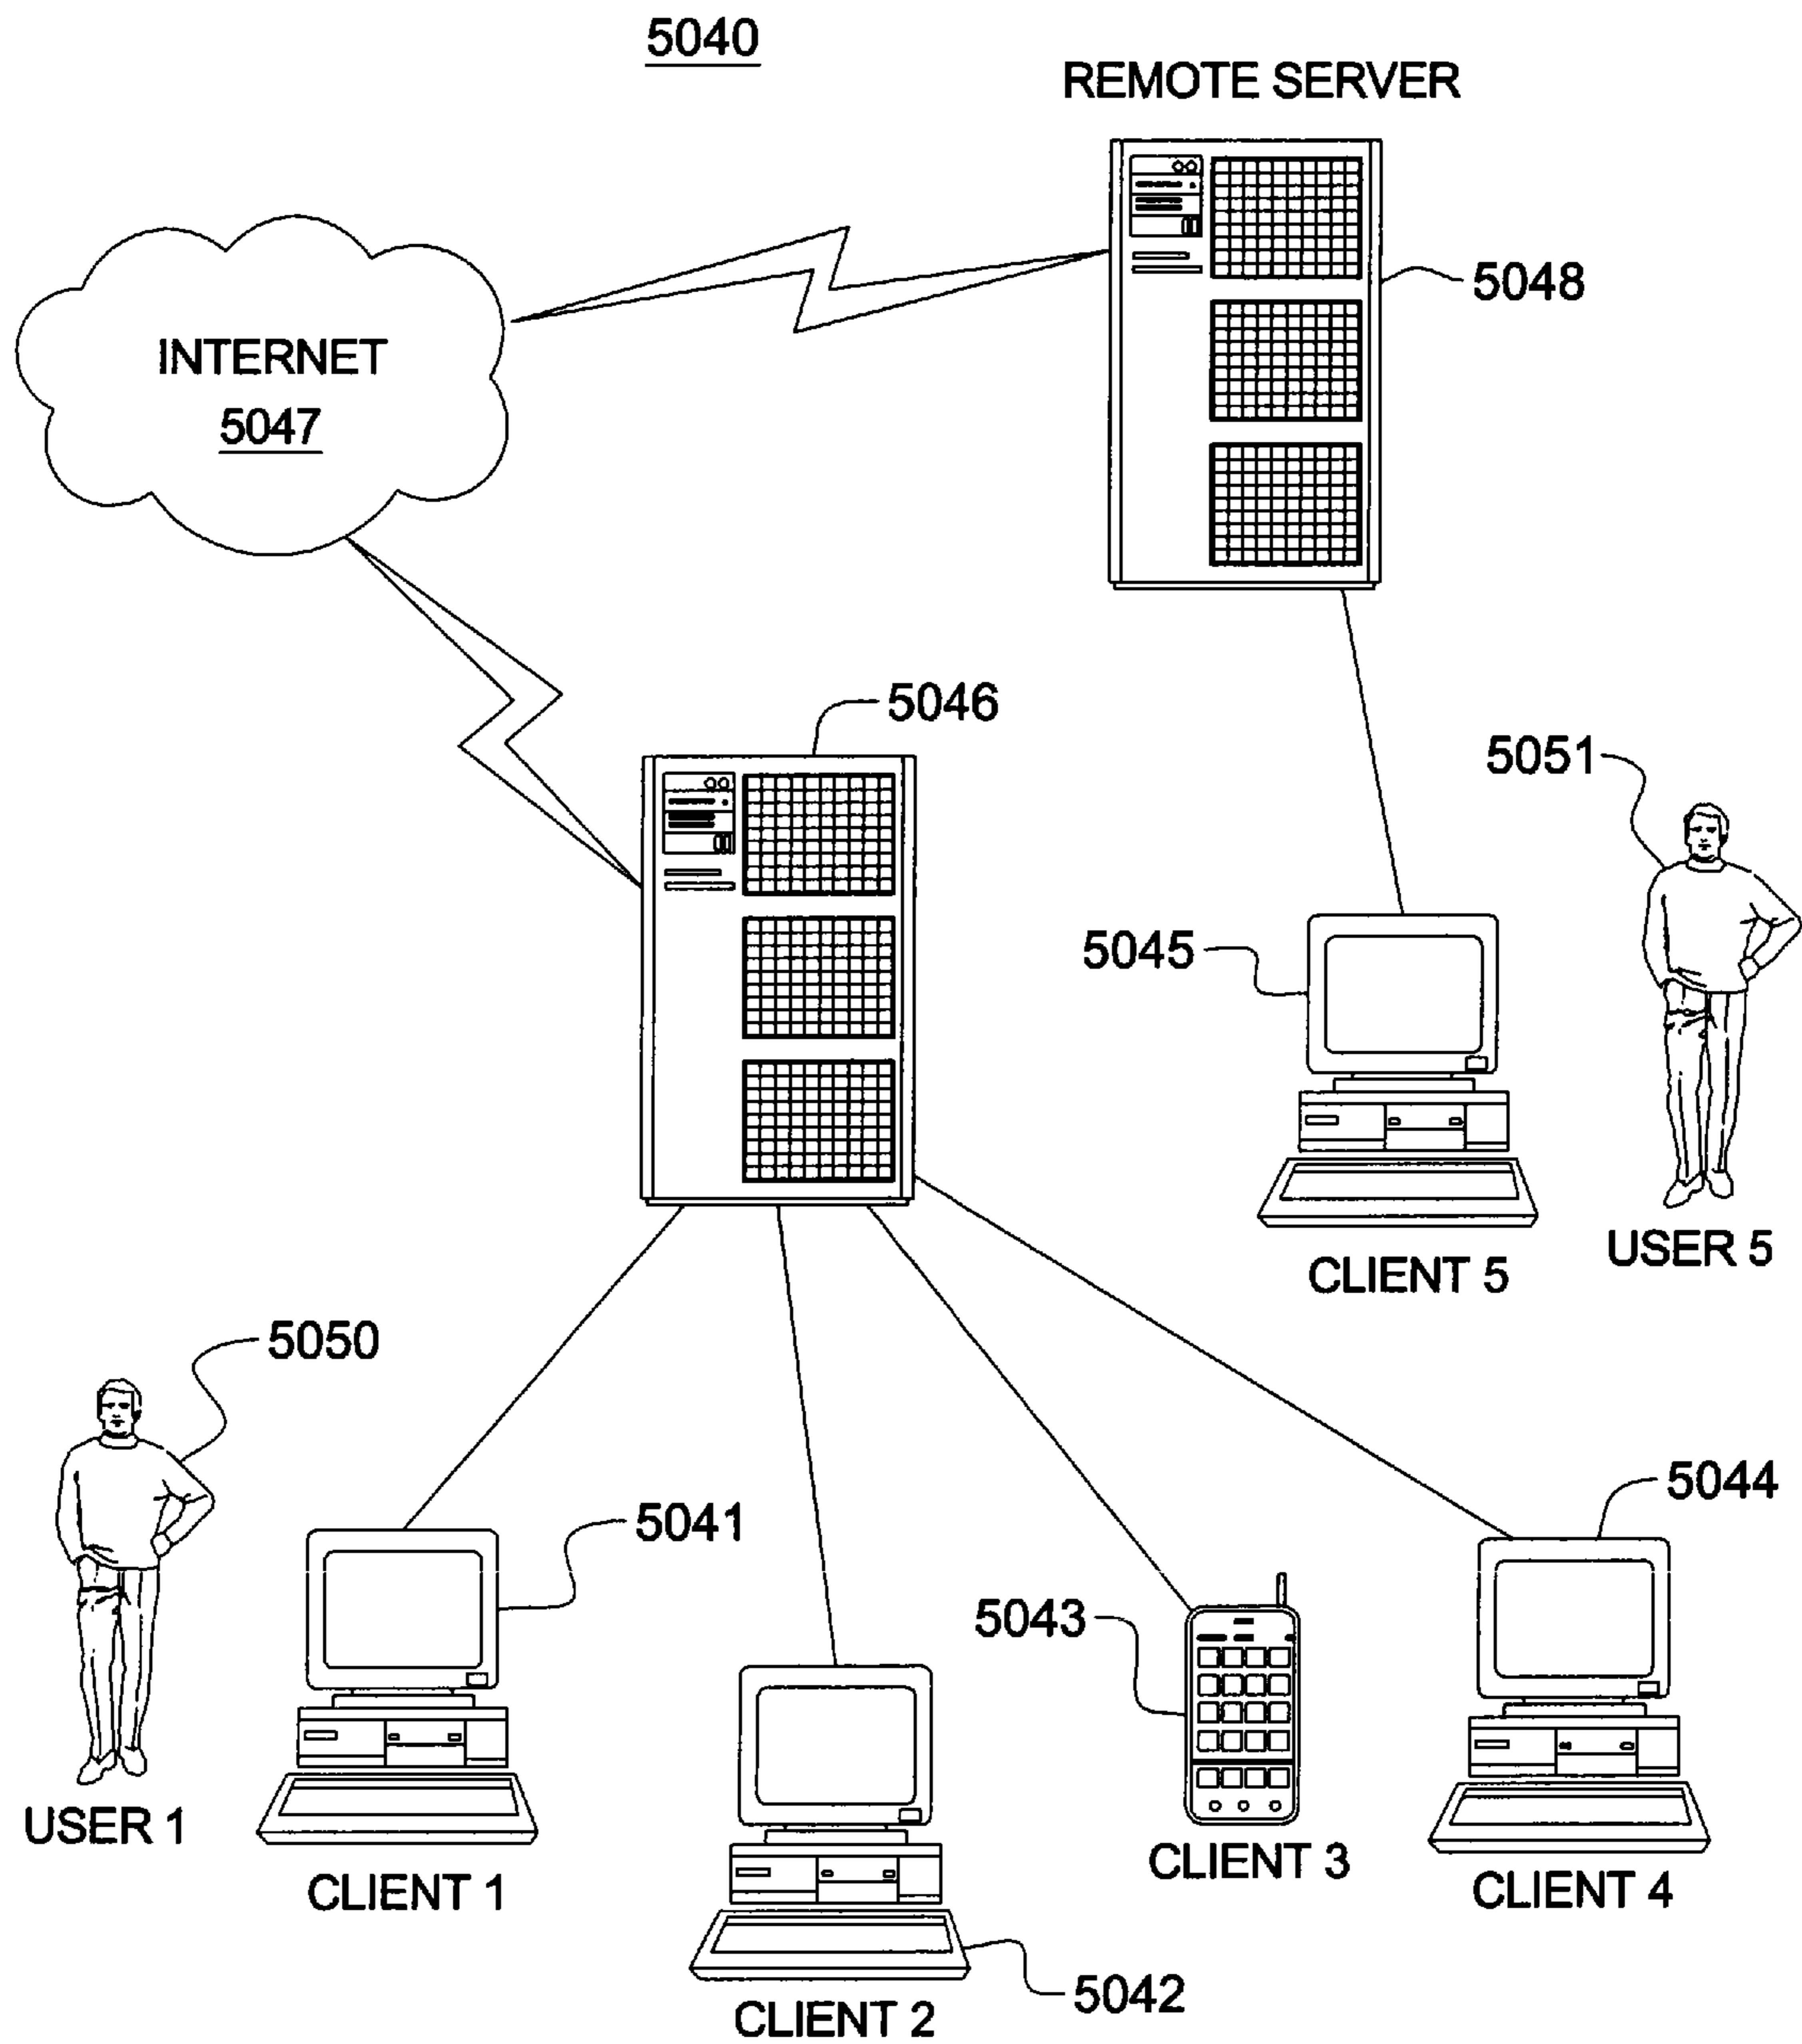 5040
REMOTE SERVER
5048
INTERNET
5047
5046
5051
5045
USER 5
CLIENT 5
5050
5041
5044
5043
USER 1
CLIENT 1
CLIENT 3
CLIENT 4
5042
CLIENT 2